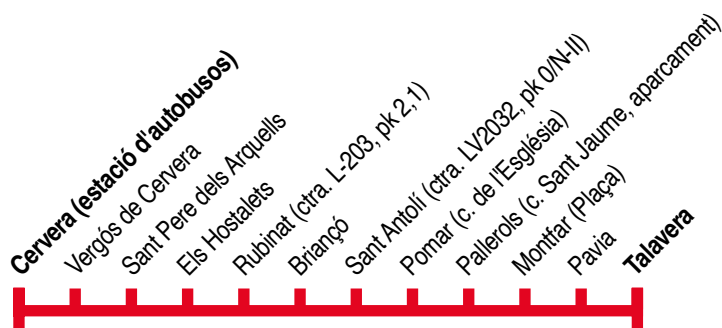 Cervera (estació d'autobusos)
Vergós de Cervera
Sant Pere dels Arquells
Els Hostalets
Rubinat (ctra. L-203, pk 2,1)
Briançó
Sant Antolí (ctra. LV2032, pk 0/N-II)
Pomar (c. de l'Església)
Pallerols (c. Sant Jaume, aparcament)
Montfar (Plaça)
Pavia
Talavera